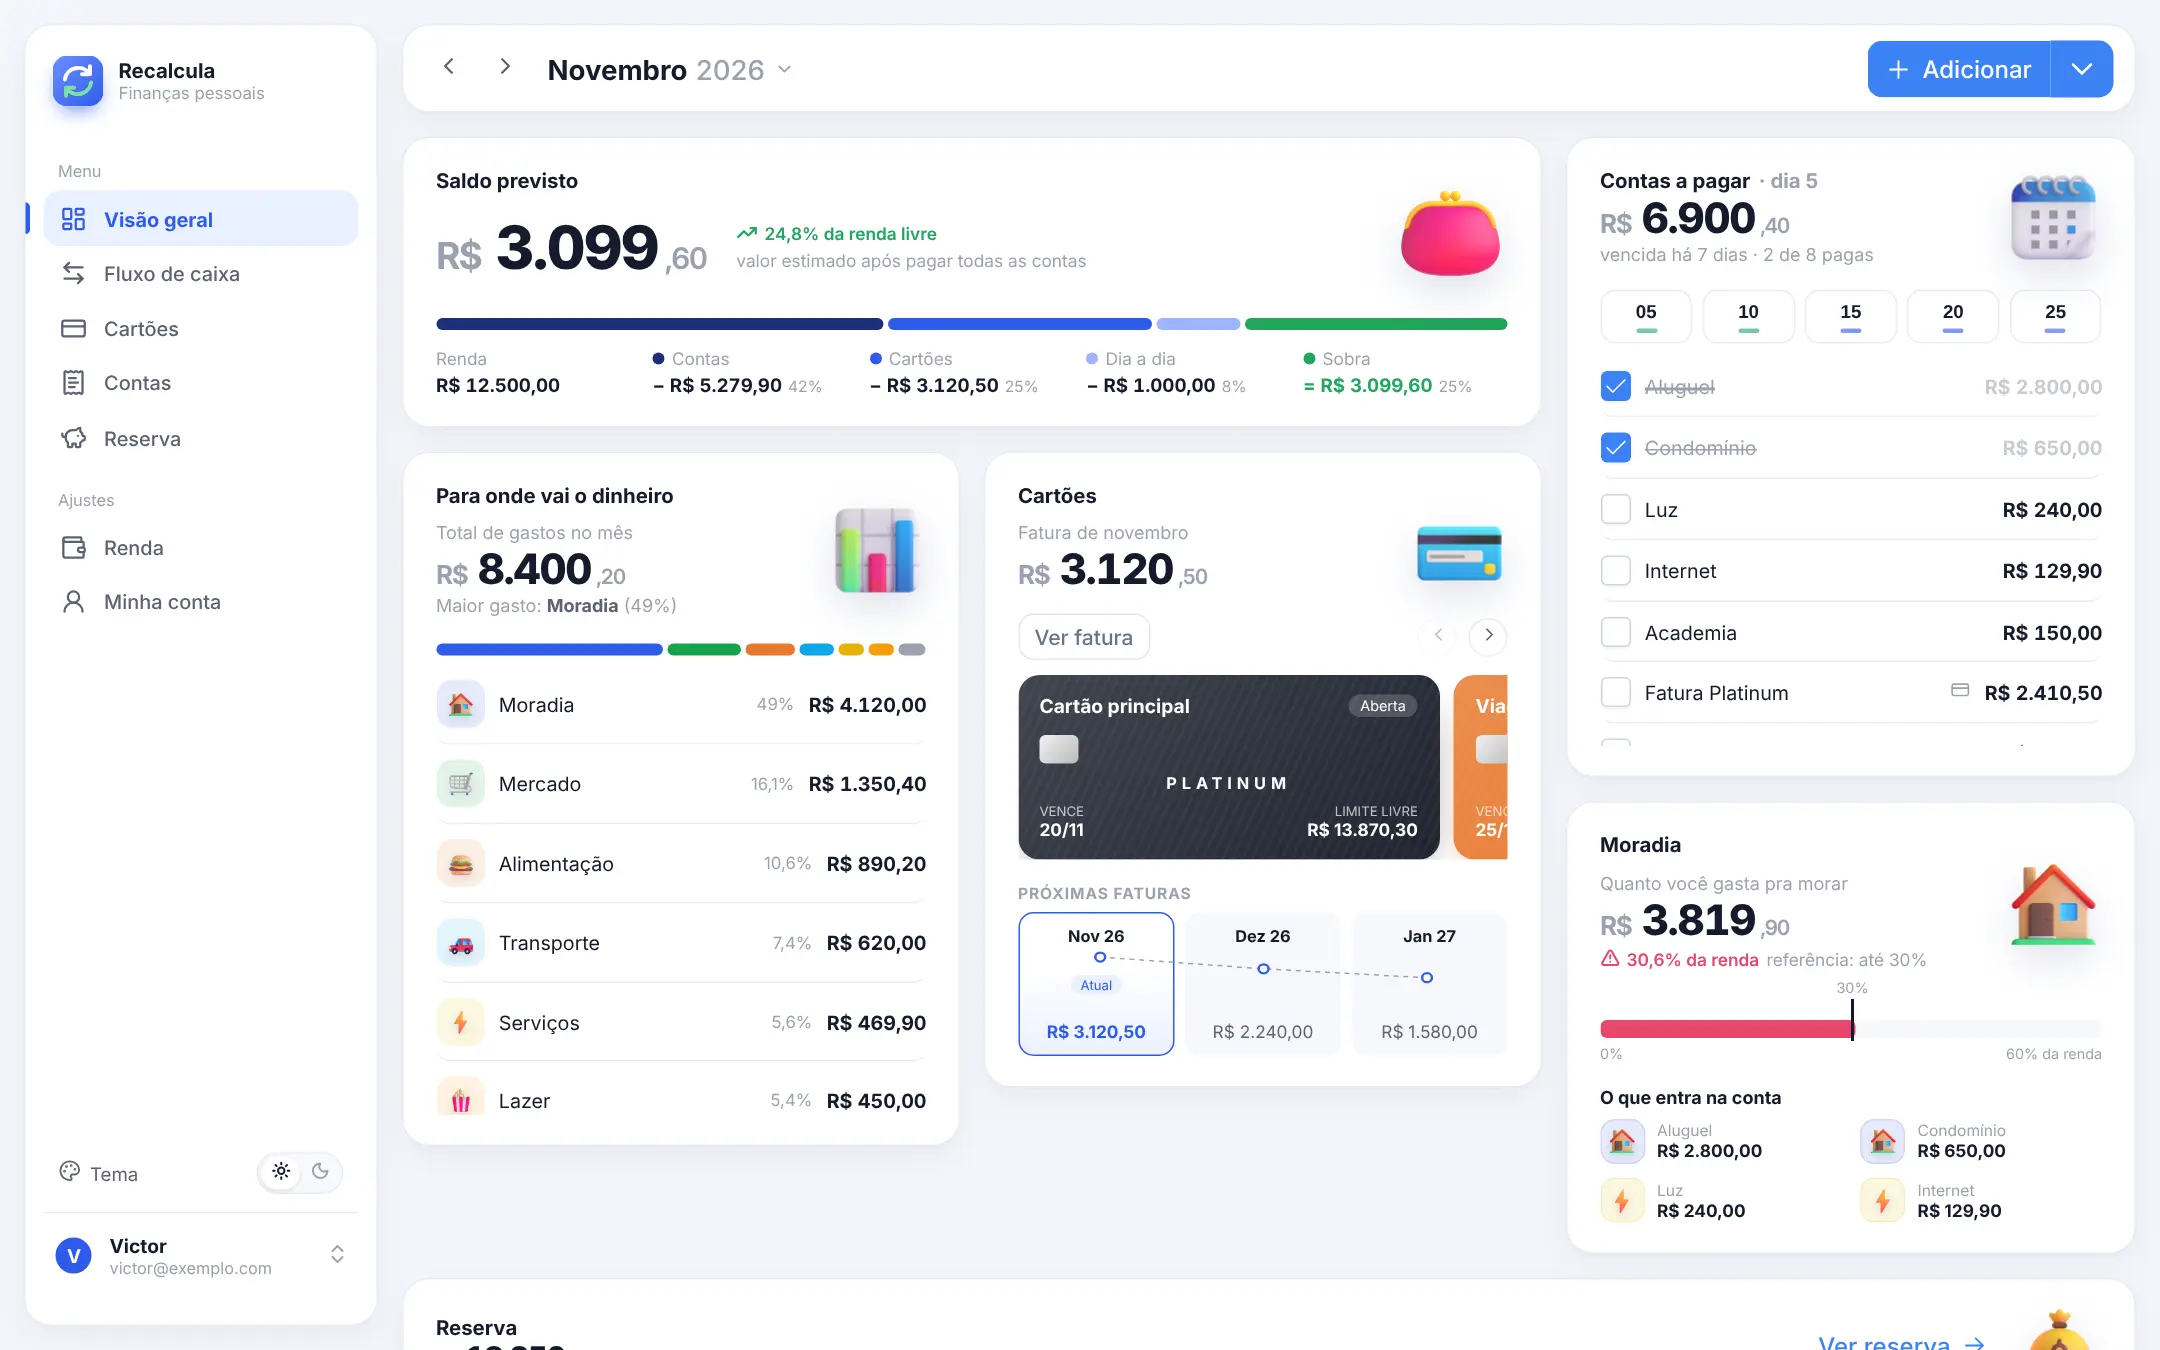 Recalcula
Finanças pessoais
Menu
Visão geral
Fluxo de caixa
Cartões
Contas
Reserva
Ajustes
Renda
Minha conta
Tema
V
Victor
victor@exemplo.com
Novembro 2026
Adicionar
Saldo previsto
R$ 3.099,60
24,8% da renda livre
valor estimado após pagar todas as contas
Renda
R$ 12.500,00
Contas
– R$ 5.279,90 42%
Cartões
– R$ 3.120,50 25%
Dia a dia
– R$ 1.000,00 8%
Sobra
= R$ 3.099,60 25%
Para onde vai o dinheiro
Total de gastos no mês
R$ 8.400,20
Maior gasto: Moradia (49%)
Moradia 49% R$ 4.120,00
Mercado 16,1% R$ 1.350,40
Alimentação 10,6% R$ 890,20
Transporte 7,4% R$ 620,00
Serviços 5,6% R$ 469,90
Lazer 5,4% R$ 450,00
Cartões
Fatura de novembro
R$ 3.120,50
Ver fatura
Cartão principal Aberta
PLATINUM
VENCE LIMITE LIVRE
20/11 R$ 13.870,30
PRÓXIMAS FATURAS
Nov 26
Atual
R$ 3.120,50
Dez 26
R$ 2.240,00
Jan 27
R$ 1.580,00
Contas a pagar · dia 5
R$ 6.900,40
vencida há 7 dias · 2 de 8 pagas
05 10 15 20 25
Aluguel R$ 2.800,00
Condomínio R$ 650,00
Luz R$ 240,00
Internet R$ 129,90
Academia R$ 150,00
Fatura Platinum R$ 2.410,50
Moradia
Quanto você gasta pra morar
R$ 3.819,90
30,6% da renda referência: até 30%
30%
0% 60% da renda
O que entra na conta
Aluguel
R$ 2.800,00
Condomínio
R$ 650,00
Luz
R$ 240,00
Internet
R$ 129,90
Reserva
Ver reserva